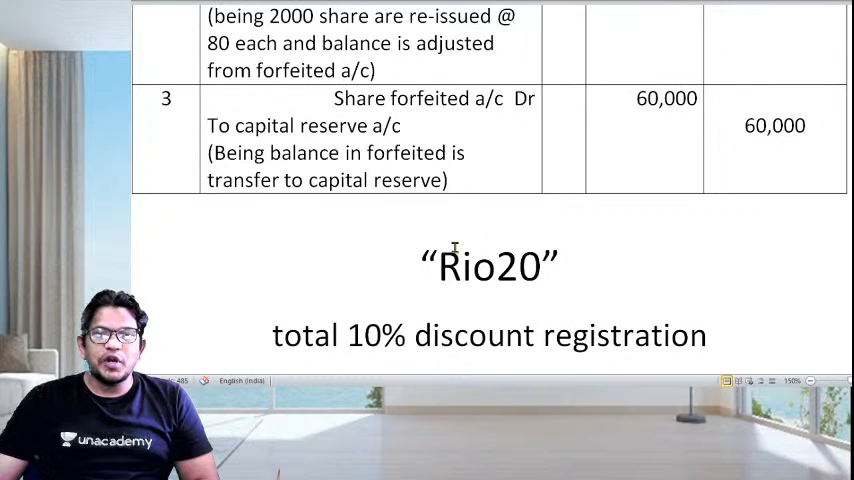 (being 2000 share are re-issued @
80 each and balance is adjusted
from forfeited a/c)
3 Share forfeited a/c Dr 60,000
To capital reserve a/c 60,000
(Being balance in forfeited is
transfer to capital reserve)
“Rio20”
total 10% discount registration
485 English (India) 150%
unacademy